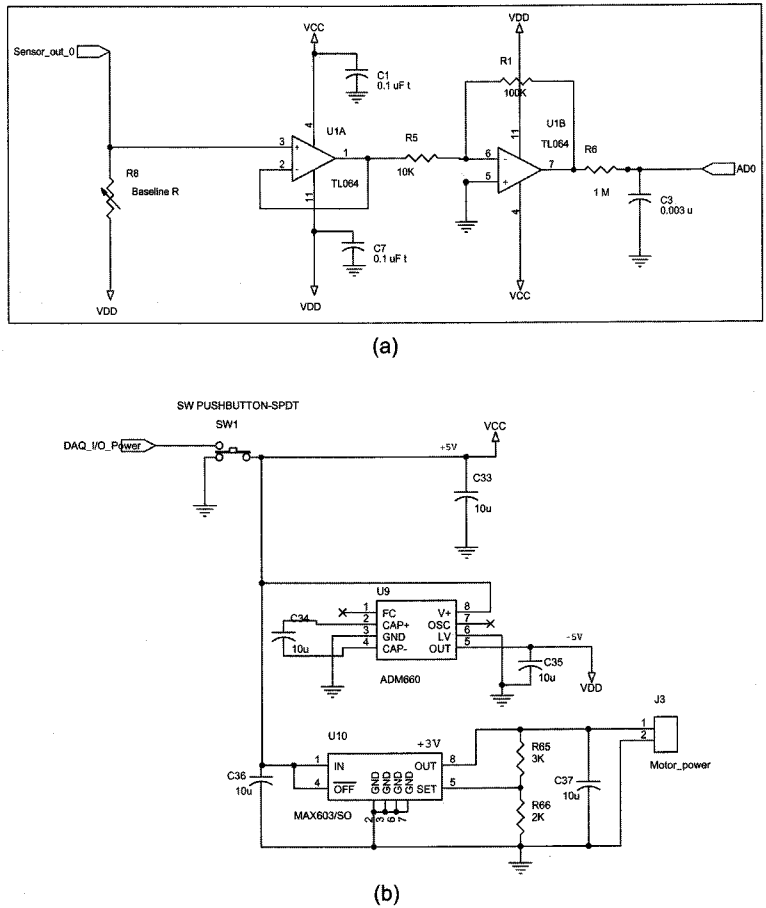 Sensor_out_0
VCC
C1
0.1 uF t
4
U1A
3
+
2
-
1
TL064
11
R8
Baseline R
VDD
C7
0.1 uF t
VDD
R5
10K
VDD
R1
100K
11
U1B
TL064
6
-
5
+
7
4
VCC
R6
1 M
C3
0.003 u
AD0
(a)
SW PUSHBUTTON-SPDT
SW1
DAQ_I/O_Power
+5V
VCC
C33
10u
U9
1 FC V+ 8
2 CAP+ OSC 7
3 GND LV 6
4 CAP- OUT 5
ADM660
C34
10u
-5V
C35
10u
VDD
U10
+3V
1 IN OUT 8
4 OFF SET 5
GND GND GND GND
2 3 6 7
MAX603/SO
C36
10u
R65
3K
R66
2K
C37
10u
J3
1
2
Motor_power
(b)